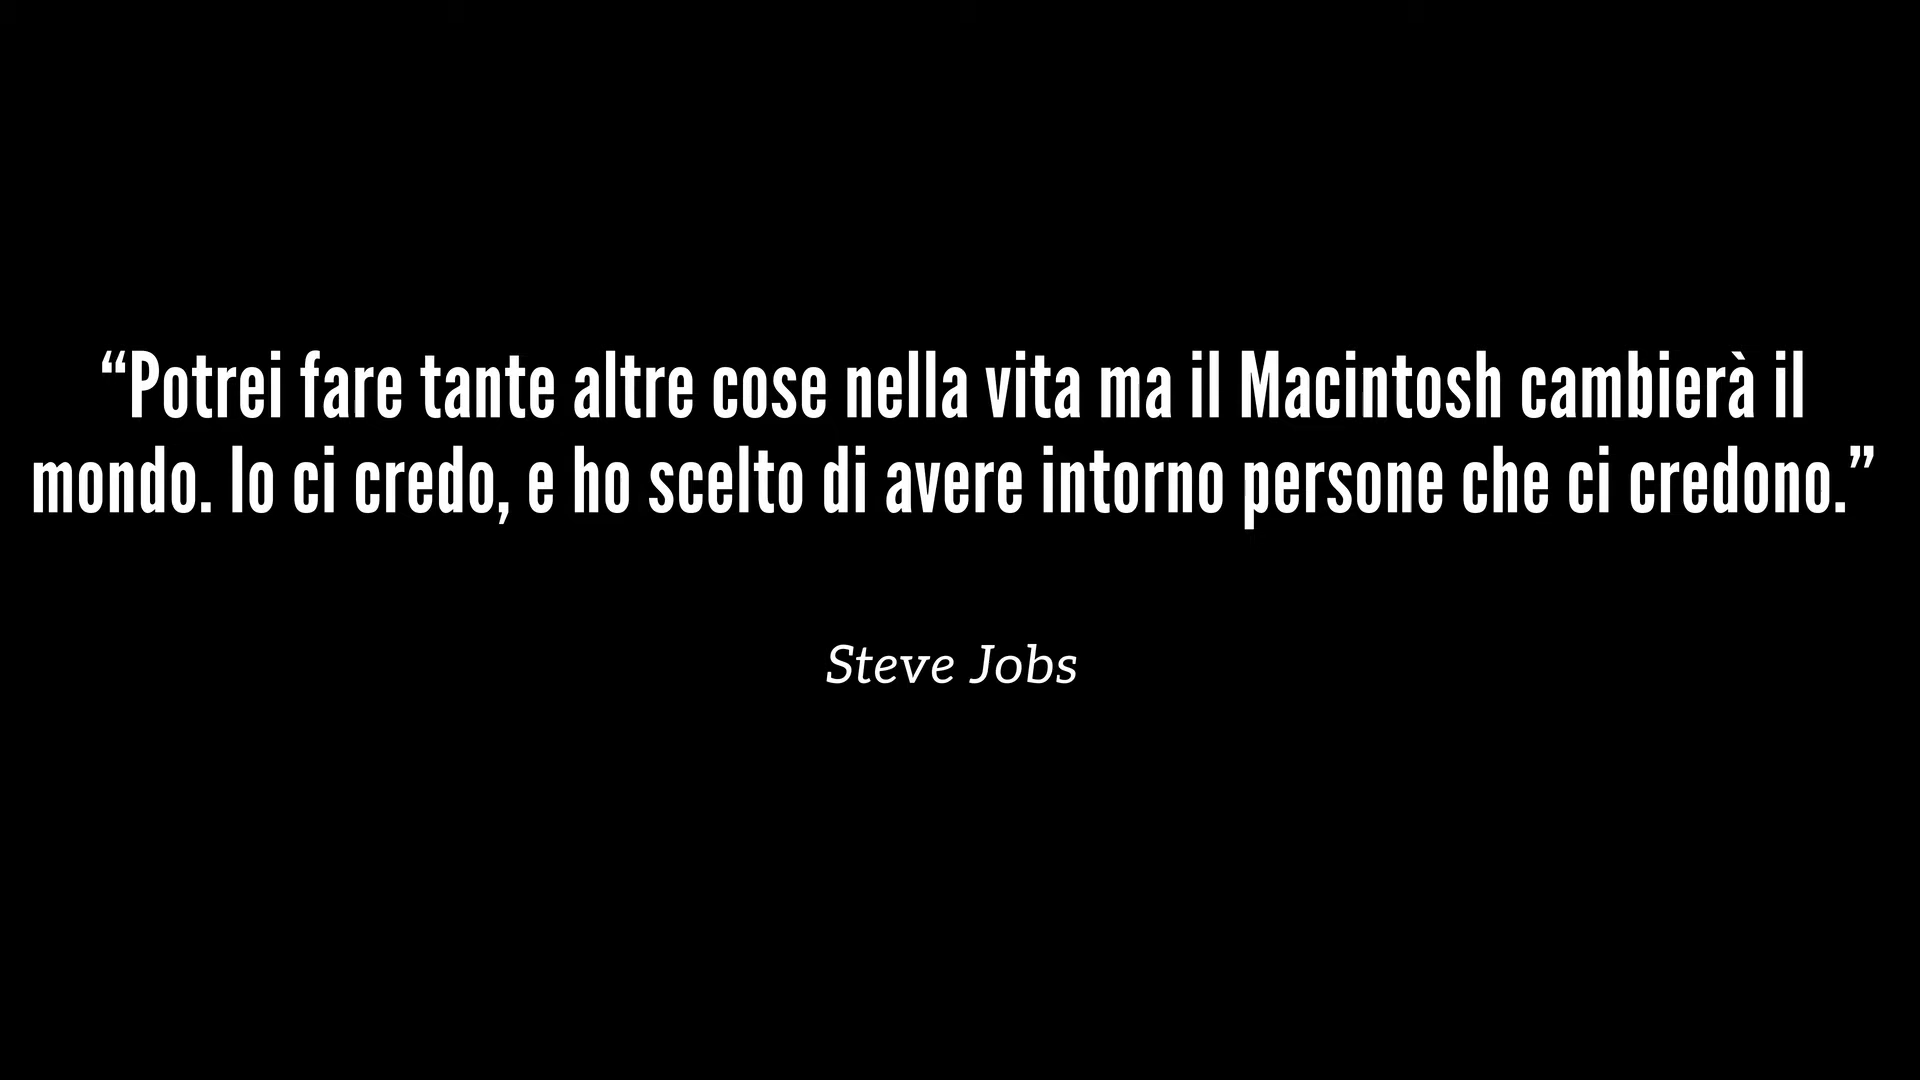 “Potrei fare tante altre cose nella vita ma il Macintosh cambierà il
mondo. Io ci credo, e ho scelto di avere intorno persone che ci credono.”
Steve Jobs